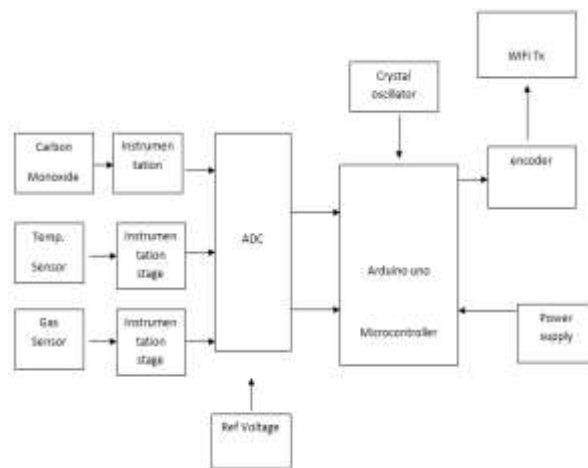 WIFI Tx
Crystal
oscillator
Carbon
Monoxide
Instrumen
tation
encoder
ADC
Temp.
Sensor
Instrumen
tation
stage
Arduino uno
Microcontroller
Gas
Sensor
Instrumen
tation
stage
Power
supply
Ref Voltage